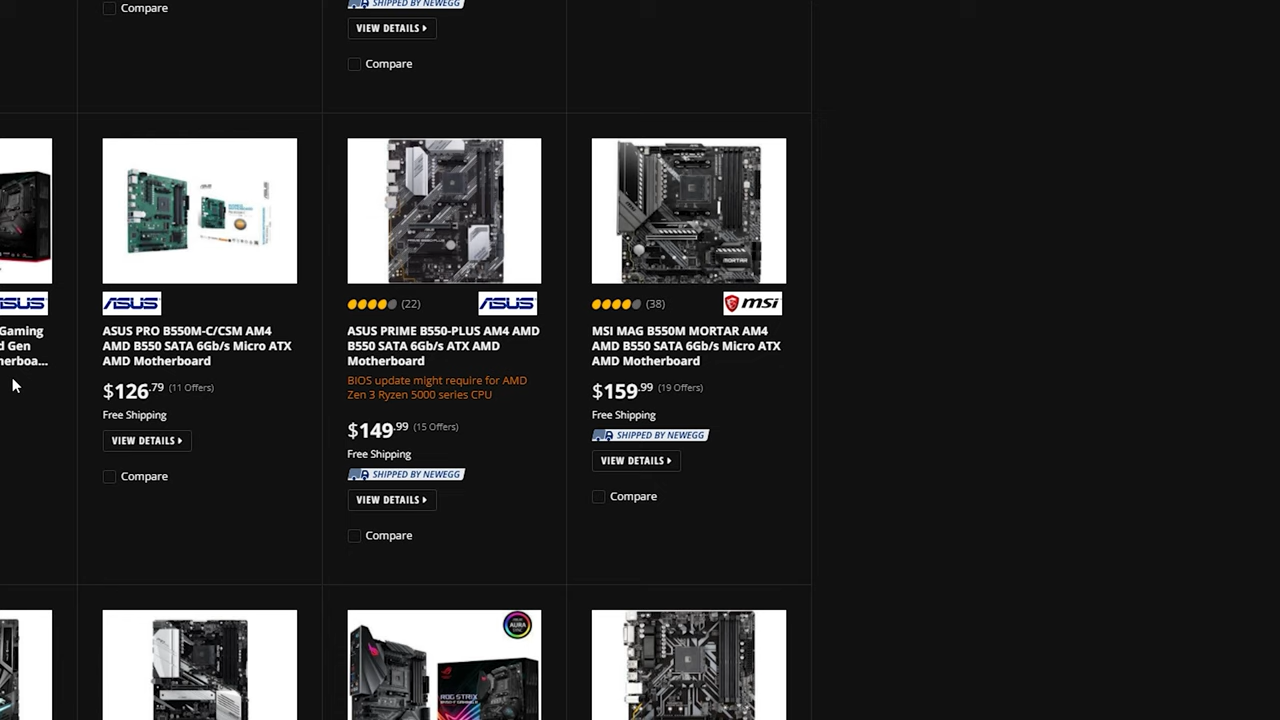 Compare
SHIPPED BY NEWEGG
VIEW DETAILS
Compare
ASUS
Gaming
Gen
ASUS
ASUS PRO B550M-C/CSM AM4
AMD B550 SATA 6Gb/s Micro ATX
AMD Motherboard
$126.79 (11 Offers)
Free Shipping
VIEW DETAILS
Compare
(22)
ASUS
ASUS PRIME B550-PLUS AM4 AMD
B550 SATA 6Gb/s ATX AMD
Motherboard
BIOS update might require for AMD
Zen 3 Ryzen 5000 series CPU
$149.99 (15 Offers)
Free Shipping
SHIPPED BY NEWEGG
VIEW DETAILS
Compare
MORTAR
(38)
msi
MSI MAG B550M MORTAR AM4
AMD B550 SATA 6Gb/s Micro ATX
AMD Motherboard
$159.99 (19 Offers)
Free Shipping
SHIPPED BY NEWEGG
VIEW DETAILS
Compare
AURA
ROG STRIX